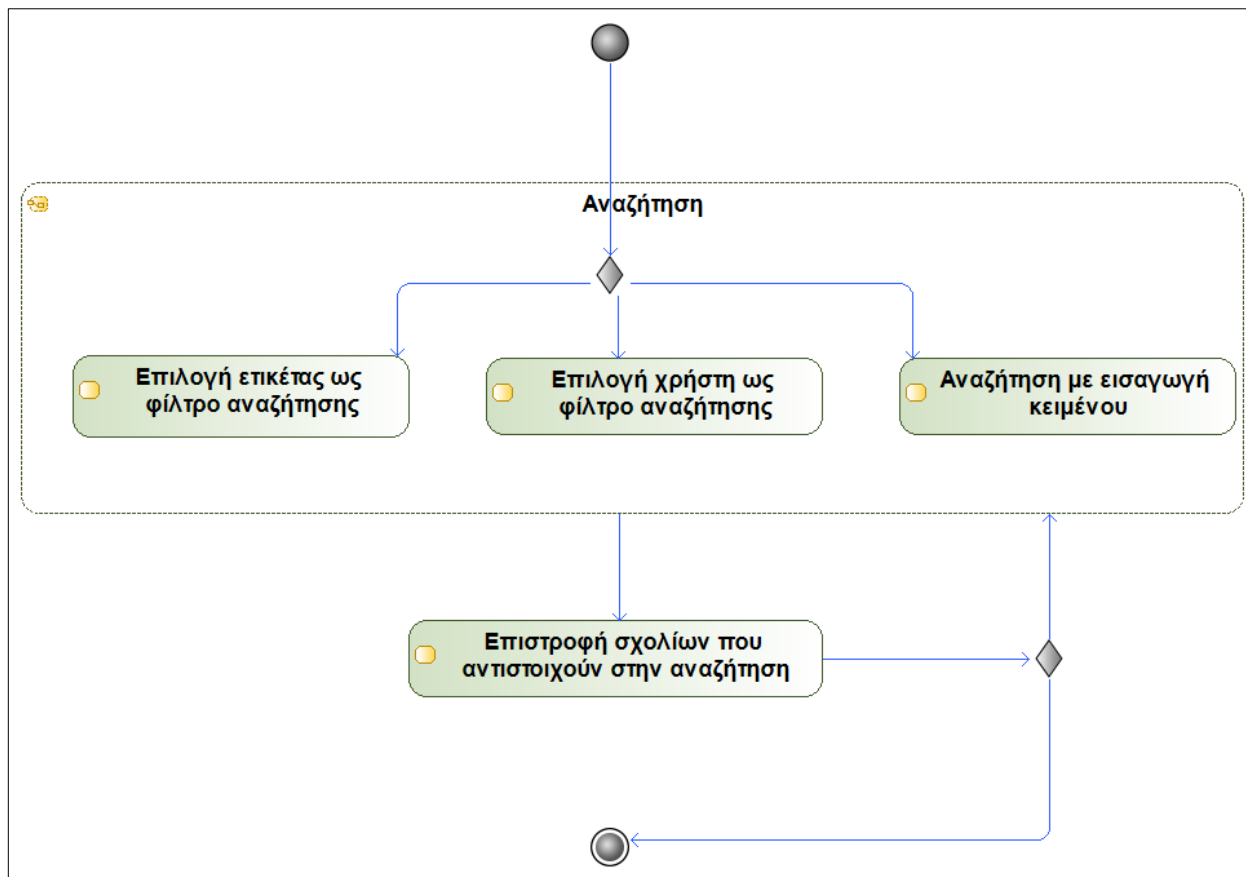 Αναζήτηση
Επιλογή ετικέτας ως
φίλτρο αναζήτησης
Επιλογή χρήστη ως
φίλτρο αναζήτησης
Αναζήτηση με εισαγωγή
κειμένου
Επιστροφή σχολίων που
αντιστοιχούν στην αναζήτηση